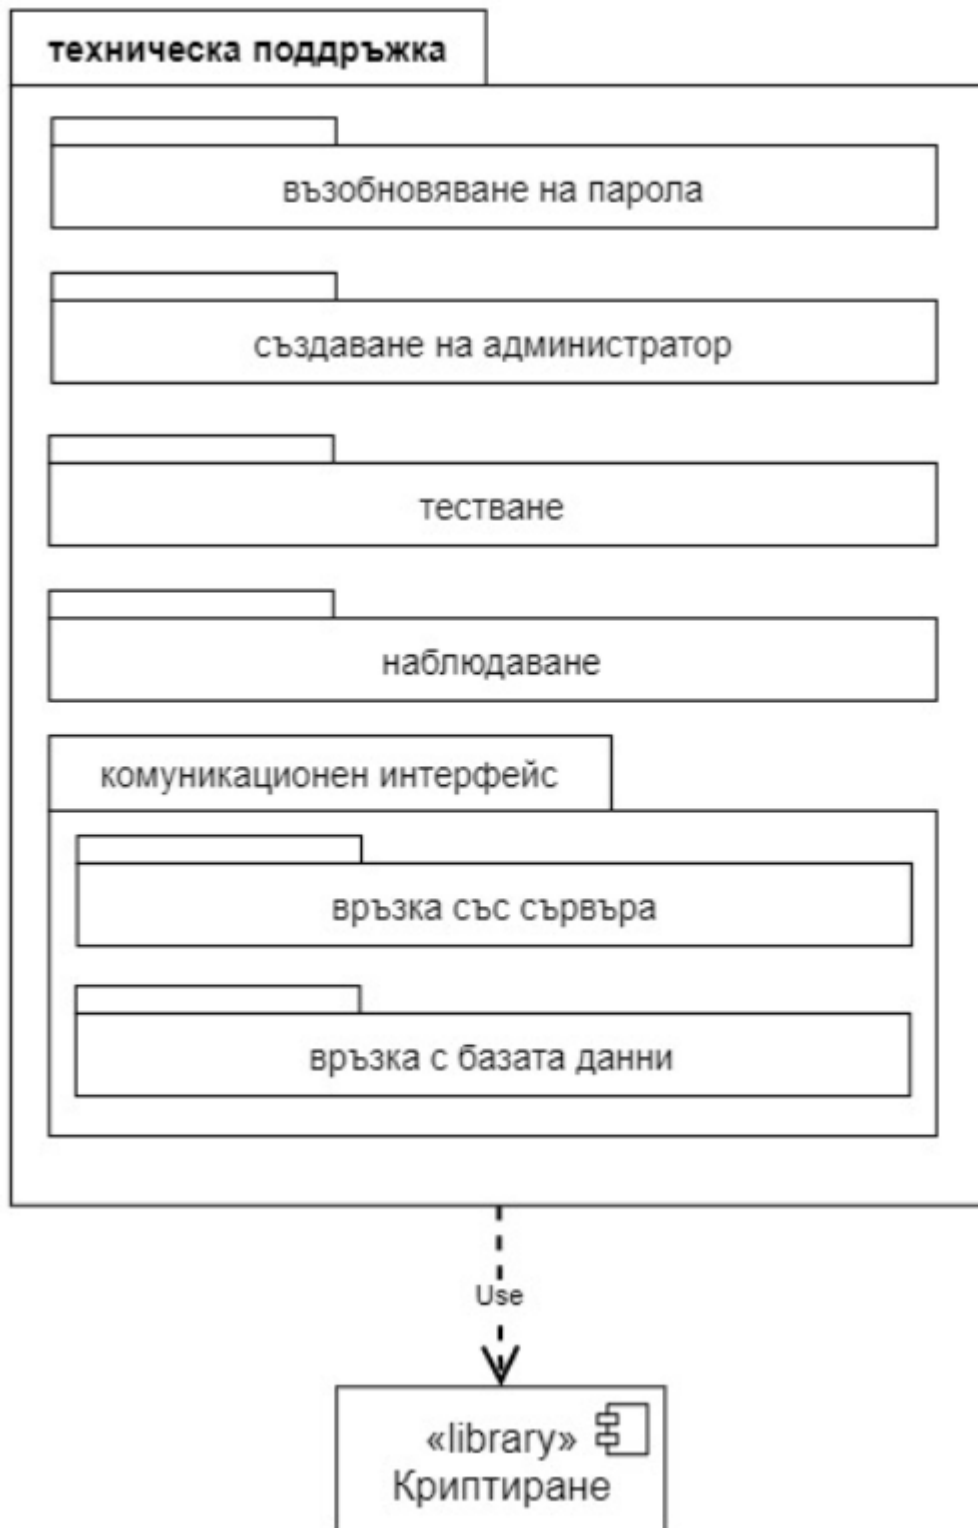 техническа поддръжка
възобновяване на парола
създаване на администратор
тестване
наблюдаване
комуникационен интерфейс
връзка със сървъра
връзка с базата данни
Use
«library»
Криптиране